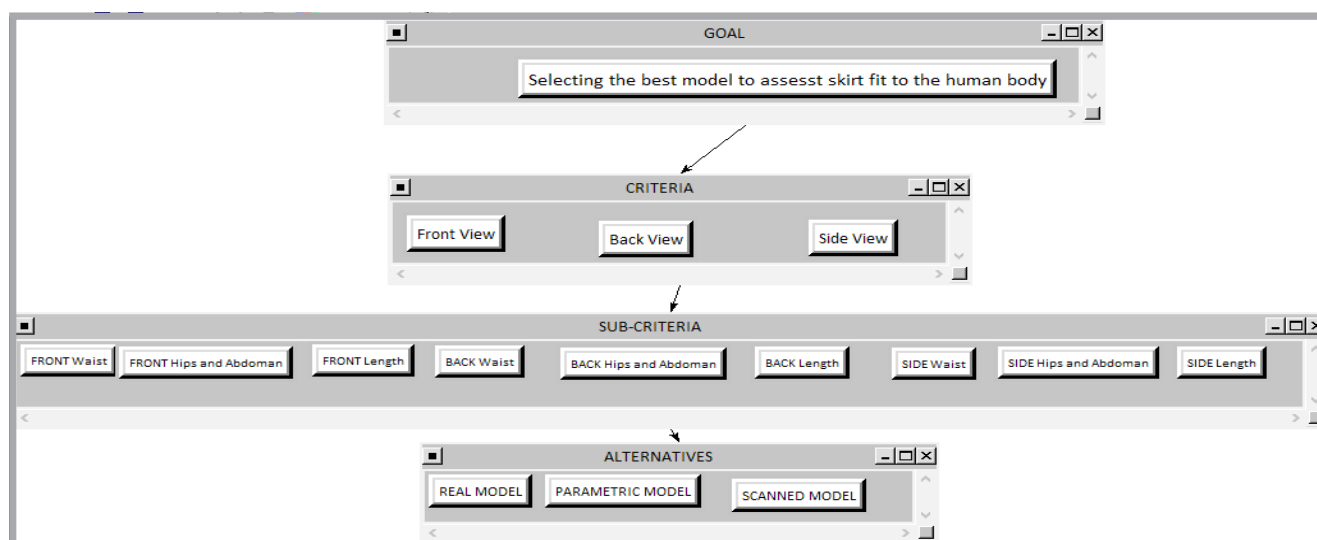 GOAL
Selecting the best model to assesst skirt fit to the human body
CRITERIA
Front View
Back View
Side View
SUB-CRITERIA
FRONT Waist
FRONT Hips and Abdoman
FRONT Length
BACK Waist
BACK Hips and Abdoman
BACK Length
SIDE Waist
SIDE Hips and Abdoman
SIDE Length
ALTERNATIVES
REAL MODEL
PARAMETRIC MODEL
SCANNED MODEL